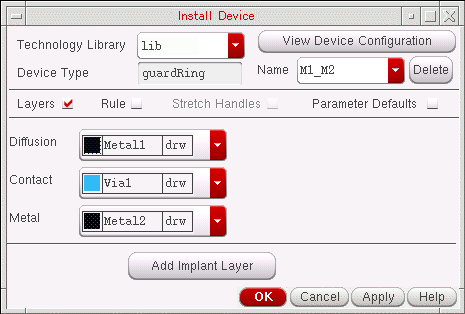 Install Device
Technology Library lib View Device Configuration
Device Type guardRing Name M1_M2 Delete
Layers Rule Stretch Handles Parameter Defaults
Diffusion Metal1 drw
Contact Via1 drw
Metal Metal2 drw
Add Implant Layer
OK Cancel Apply Help